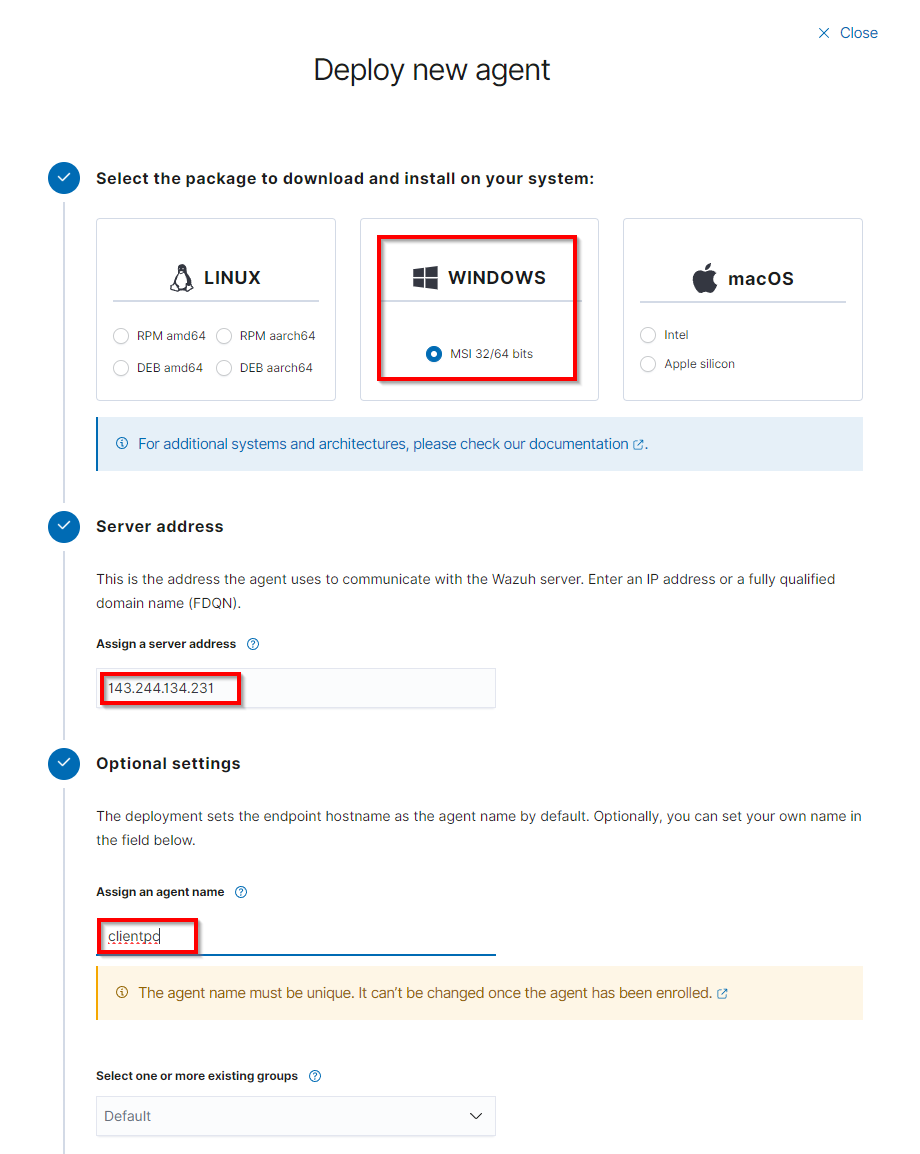 Close
Deploy new agent
Select the package to download and install on your system:
LINUX
RPM amd64 RPM aarch64
DEB amd64 DEB aarch64
WINDOWS
MSI 32/64 bits
macOS
Intel
Apple silicon
For additional systems and architectures, please check our documentation .
Server address
This is the address the agent uses to communicate with the Wazuh server. Enter an IP address or a fully qualified
domain name (FDQN).
Assign a server address
143.244.134.231
Optional settings
The deployment sets the endpoint hostname as the agent name by default. Optionally, you can set your own name in
the field below.
Assign an agent name
clientpc
The agent name must be unique. It can’t be changed once the agent has been enrolled.
Select one or more existing groups
Default